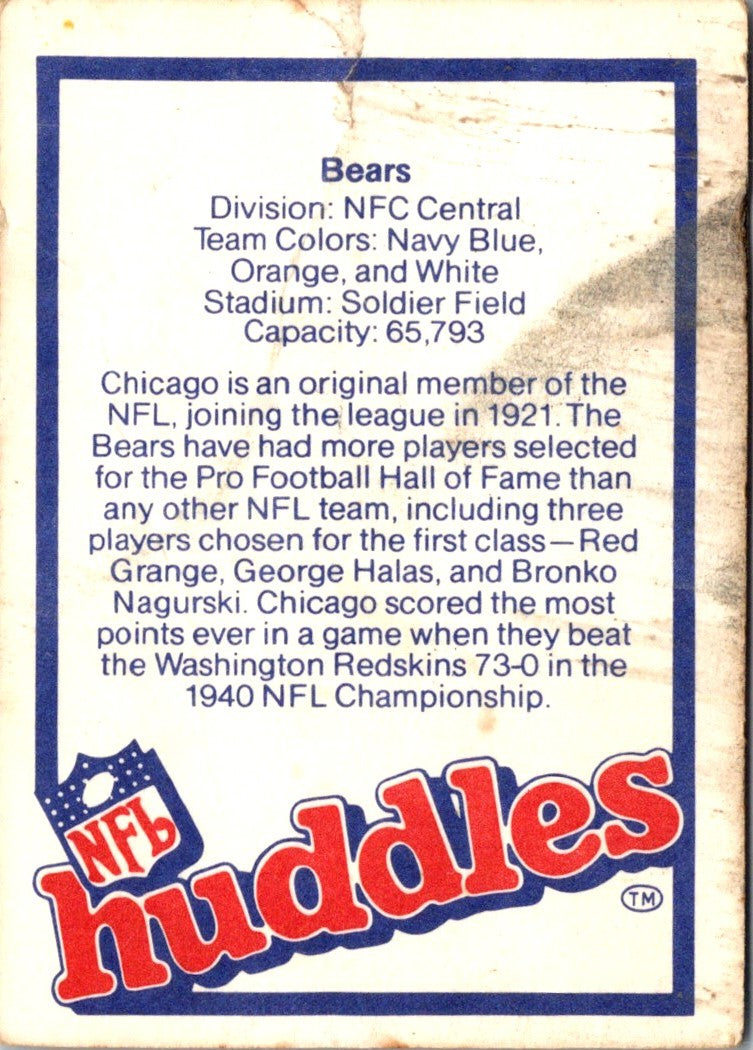 Bears
Division: NFC Central
Team Colors: Navy Blue,
Orange, and White
Stadium: Soldier Field
Capacity: 65,793
Chicago is an original member of the
NFL, joining the league in 1921. The
Bears have had more players selected
for the Pro Football Hall of Fame than
any other NFL team, including three
players chosen for the first class—Red
Grange, George Halas, and Bronko
Nagurski. Chicago scored the most
points ever in a game when they beat
the Washington Redskins 73-0 in the
1940 NFL Championship.
NFL
huddles
TM